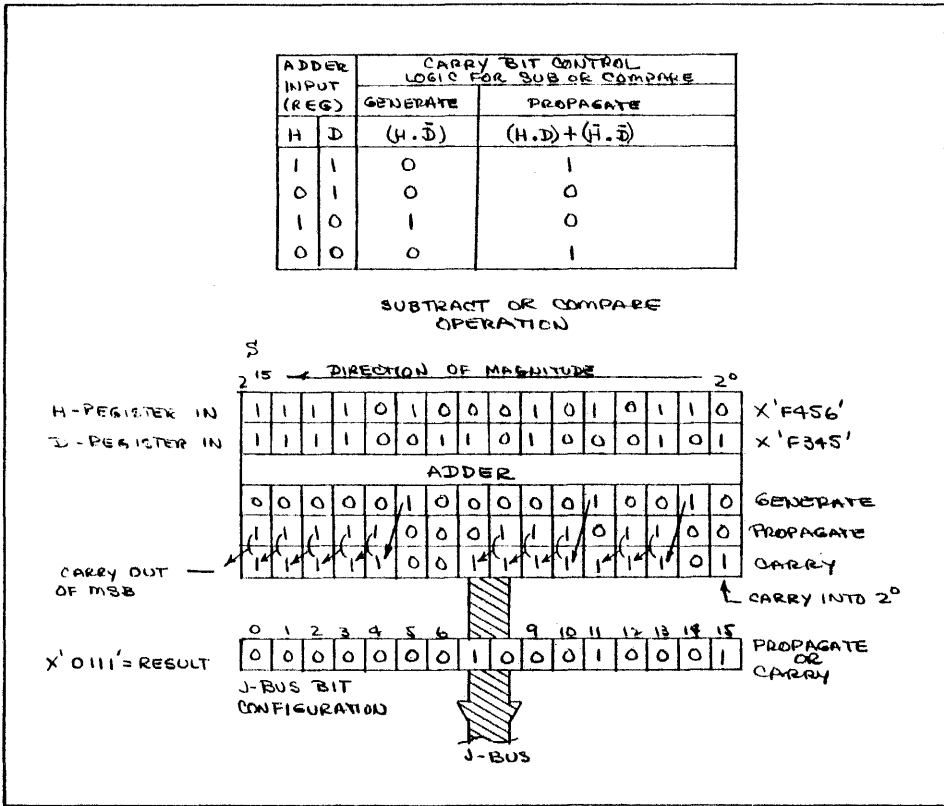 ADDER INPUT (REG)
CARRY BIT CONTROL
LOGIC FOR SUB OR COMPARE
GENERATE PROPAGATE
H D (H.D̄) (H.D)+(H̄.D̄)
1 1 0 1
0 1 0 0
1 0 1 0
0 0 0 1
SUBTRACT OR COMPARE
OPERATION
S
2¹⁵ DIRECTION OF MAGNITUDE 2⁰
H-REGISTER IN 1 1 1 1 0 1 0 0 0 1 0 1 0 1 1 0 X'F456'
D-REGISTER IN 1 1 1 1 0 0 1 1 0 1 0 0 0 1 0 1 X'F345'
ADDER
0 0 0 0 0 1 0 0 0 0 0 1 0 0 1 0 GENERATE
1 1 1 1 1 0 0 0 1 1 1 0 1 1 0 0 PROPAGATE
1 1 1 1 1 0 0 1 1 1 1 1 1 1 0 1 CARRY
CARRY OUT
OF MSB
CARRY INTO 2⁰
0 1 2 3 4 5 6 9 10 11 12 13 14 15
X'0111'=RESULT 0 0 0 0 0 0 0 1 0 0 0 1 0 0 0 1 PROPAGATE
OR
CARRY
J-BUS BIT
CONFIGURATION
J-BUS